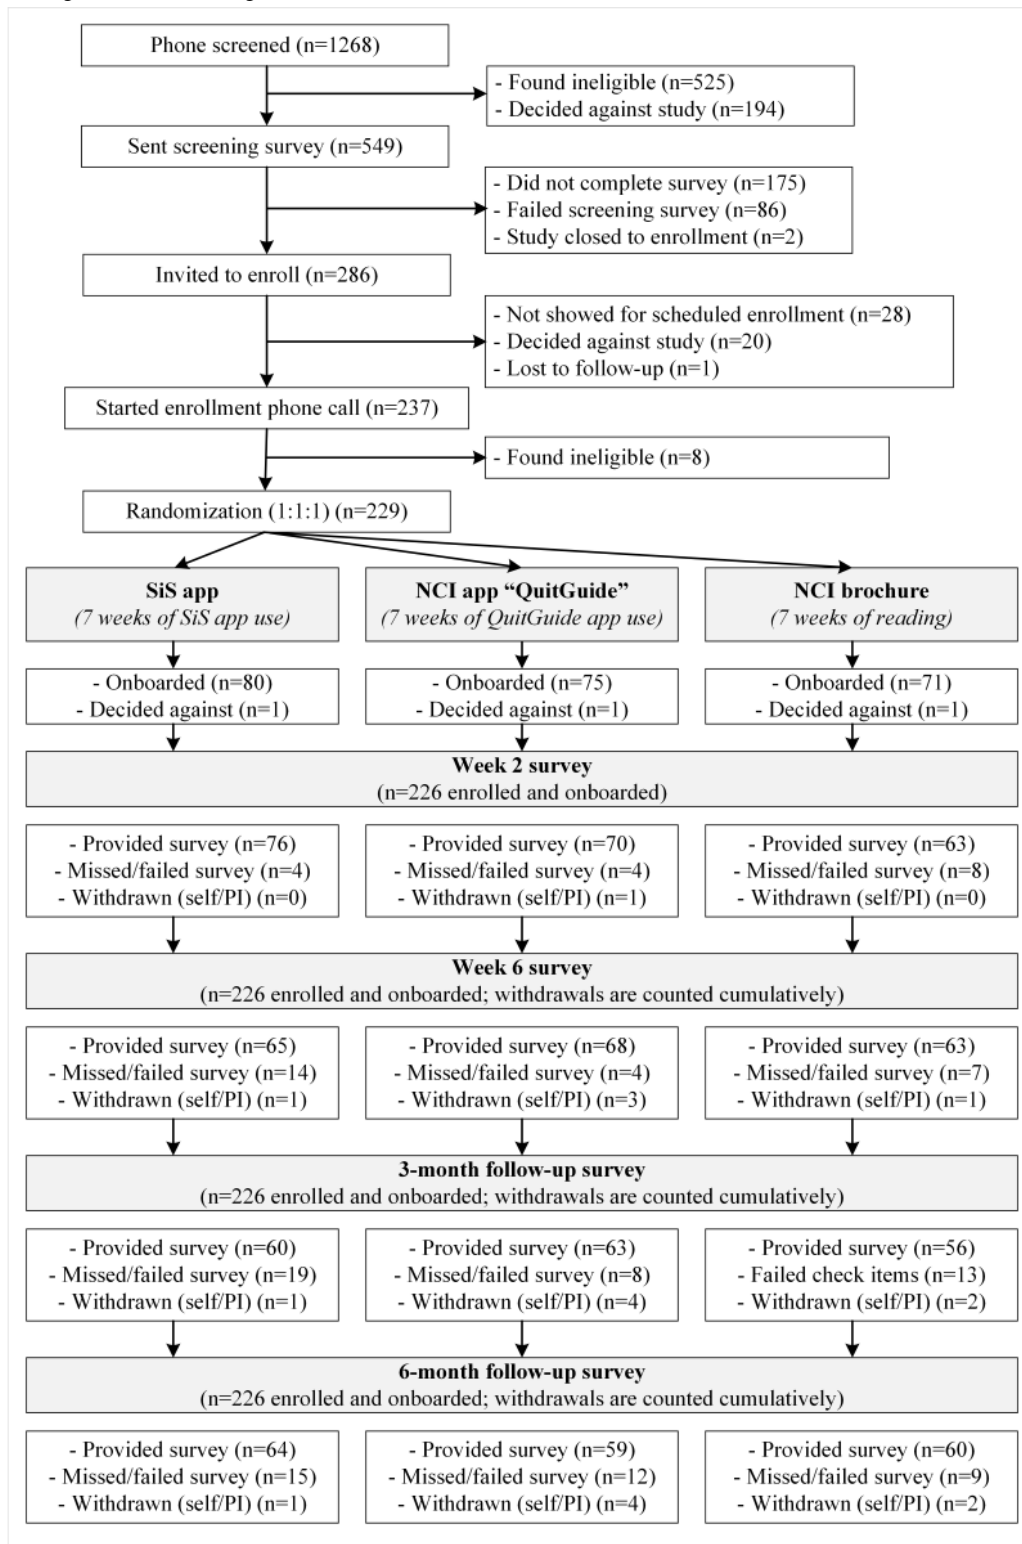 Phone screened (n=1268)
- Found ineligible (n=525)
- Decided against study (n=194)
Sent screening survey (n=549)
- Did not complete survey (n=175)
- Failed screening survey (n=86)
- Study closed to enrollment (n=2)
Invited to enroll (n=286)
- Not showed for scheduled enrollment (n=28)
- Decided against study (n=20)
- Lost to follow-up (n=1)
Started enrollment phone call (n=237)
- Found ineligible (n=8)
Randomization (1:1:1) (n=229)
SiS app
(7 weeks of SiS app use)
NCI app “QuitGuide”
(7 weeks of QuitGuide app use)
NCI brochure
(7 weeks of reading)
- Onboarded (n=80)
- Decided against (n=1)
- Onboarded (n=75)
- Decided against (n=1)
- Onboarded (n=71)
- Decided against (n=1)
Week 2 survey
(n=226 enrolled and onboarded)
- Provided survey (n=76)
- Missed/failed survey (n=4)
- Withdrawn (self/PI) (n=0)
- Provided survey (n=70)
- Missed/failed survey (n=4)
- Withdrawn (self/PI) (n=1)
- Provided survey (n=63)
- Missed/failed survey (n=8)
- Withdrawn (self/PI) (n=0)
Week 6 survey
(n=226 enrolled and onboarded; withdrawals are counted cumulatively)
- Provided survey (n=65)
- Missed/failed survey (n=14)
- Withdrawn (self/PI) (n=1)
- Provided survey (n=68)
- Missed/failed survey (n=4)
- Withdrawn (self/PI) (n=3)
- Provided survey (n=63)
- Missed/failed survey (n=7)
- Withdrawn (self/PI) (n=1)
3-month follow-up survey
(n=226 enrolled and onboarded; withdrawals are counted cumulatively)
- Provided survey (n=60)
- Missed/failed survey (n=19)
- Withdrawn (self/PI) (n=1)
- Provided survey (n=63)
- Missed/failed survey (n=8)
- Withdrawn (self/PI) (n=4)
- Provided survey (n=56)
- Failed check items (n=13)
- Withdrawn (self/PI) (n=2)
6-month follow-up survey
(n=226 enrolled and onboarded; withdrawals are counted cumulatively)
- Provided survey (n=64)
- Missed/failed survey (n=15)
- Withdrawn (self/PI) (n=1)
- Provided survey (n=59)
- Missed/failed survey (n=12)
- Withdrawn (self/PI) (n=4)
- Provided survey (n=60)
- Missed/failed survey (n=9)
- Withdrawn (self/PI) (n=2)